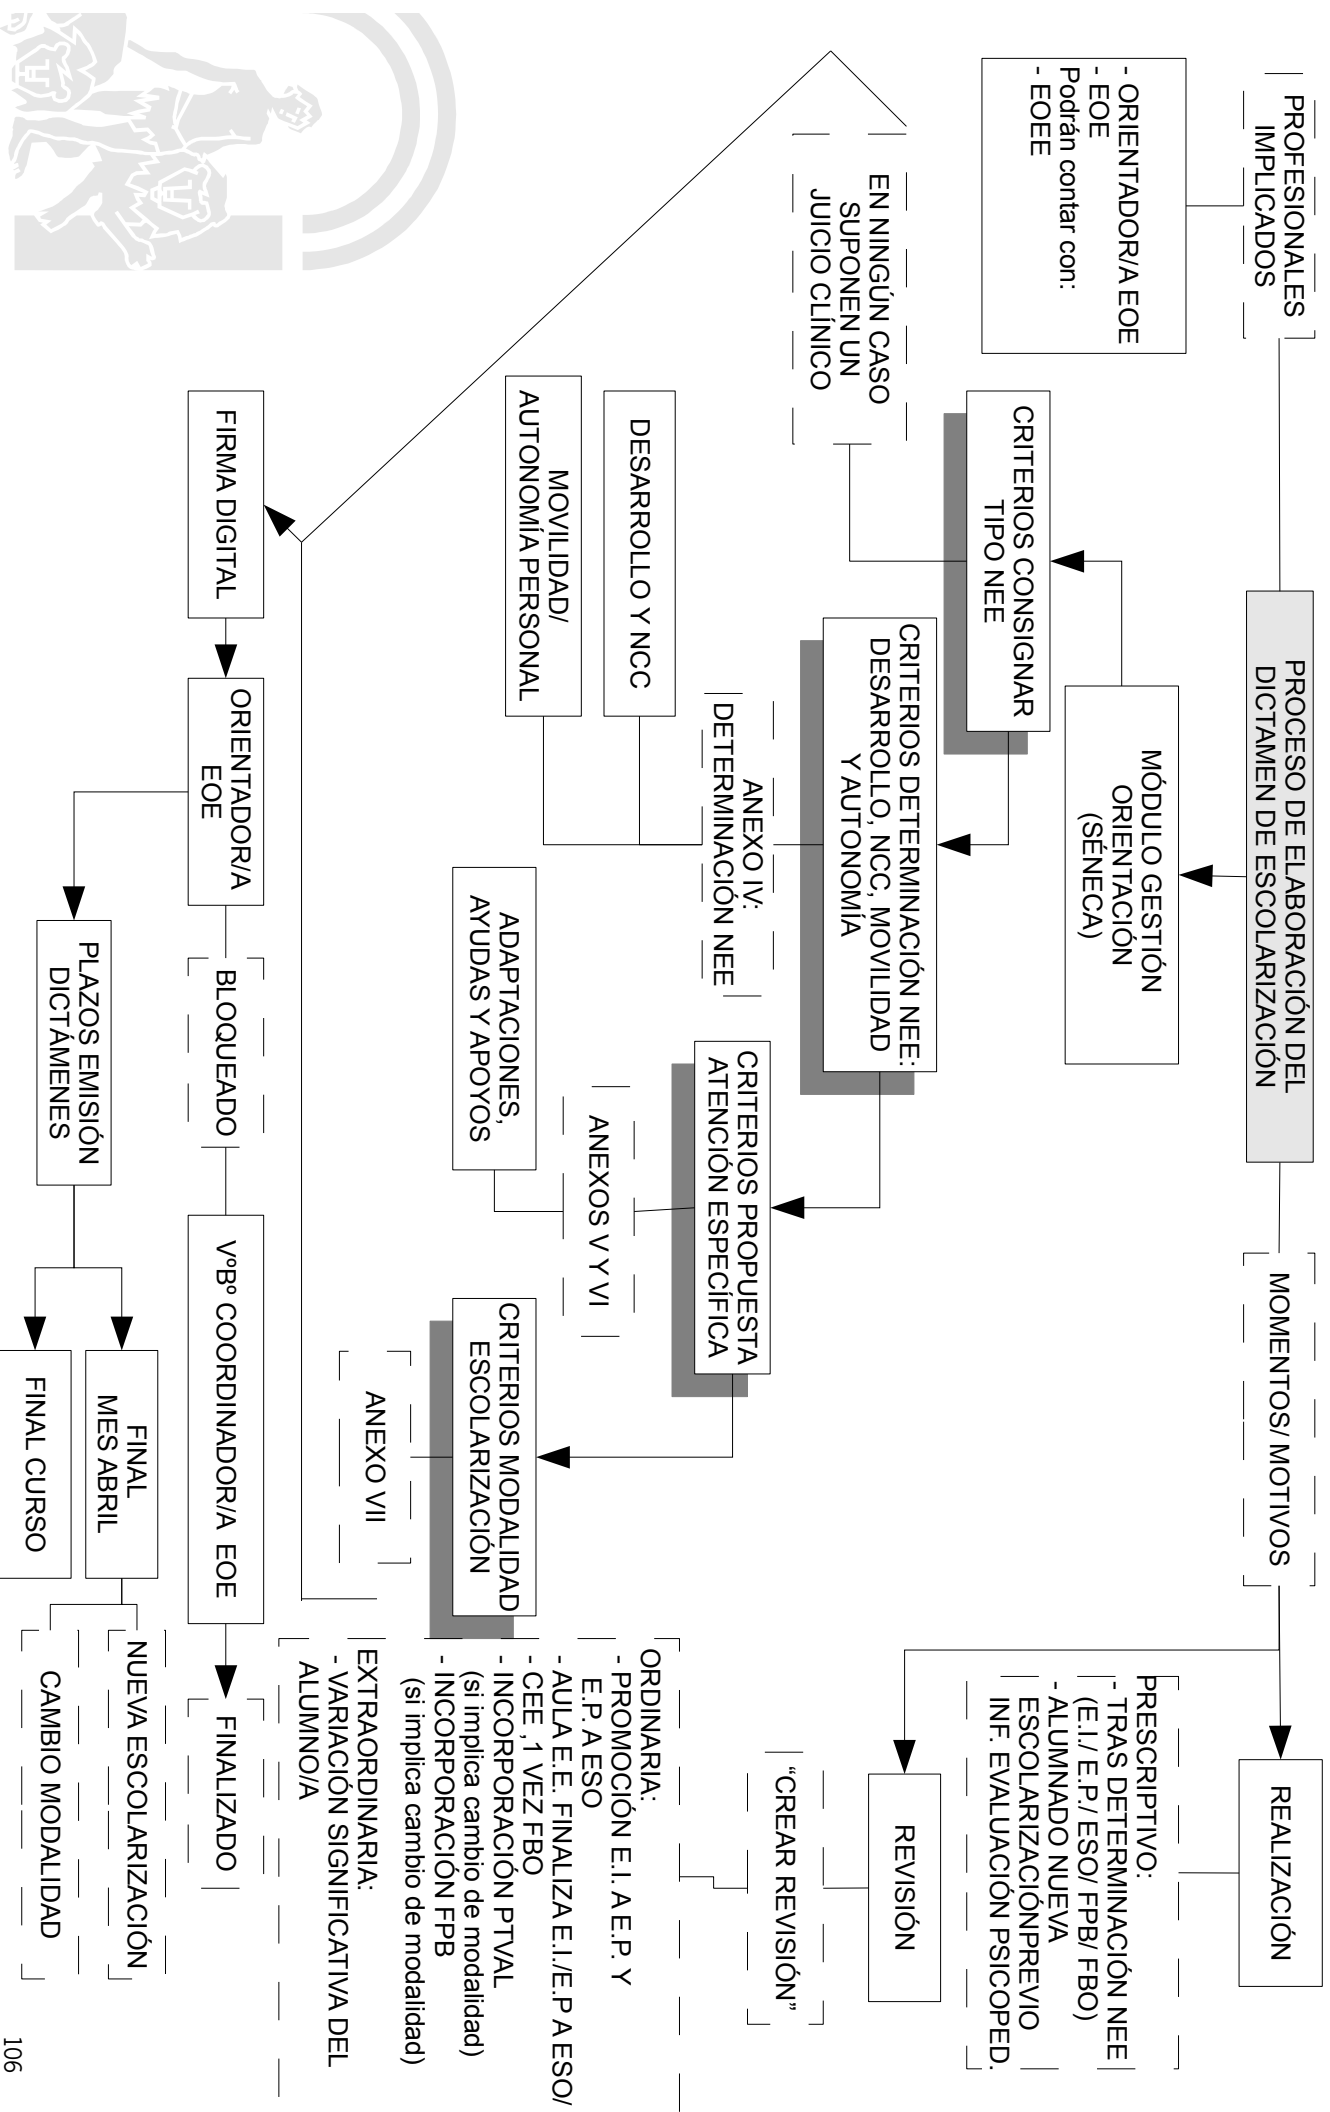 PROCESO DE ELABORACIÓN DEL
DICTAMEN DE ESCOLARIZACIÓN
PROFESIONALES
IMPLICADOS
- ORIENTADOR/A EOE
- EOE
Podrán contar con:
- EOEE
MOMENTOS/ MOTIVOS
REALIZACIÓN
PRESCRIPTIVO:
- TRAS DETERMINACIÓN NEE
(E.I./ E.P./ ESO/ FPB/ FBO)
- ALUMNADO NUEVA
ESCOLARIZACIÓNPREVIO
INF. EVALUACIÓN PSICOPED.
REVISIÓN
“CREAR REVISIÓN”
ORDINARIA:
- PROMOCIÓN E.I. A E.P. Y
E.P. A ESO
- AULA E.E. FINALIZA E.I./E.P A ESO/
- CEE ,1 VEZ FBO
- INCORPORACIÓN PTVAL
(si implica cambio de modalidad)
- INCORPORACIÓN FPB
(si implica cambio de modalidad)
EXTRAORDINARIA:
- VARIACIÓN SIGNIFICATIVA DEL
ALUMNO/A
MÓDULO GESTIÓN
ORIENTACIÓN
(SÉNECA)
CRITERIOS CONSIGNAR
TIPO NEE
EN NINGÚN CASO
SUPONEN UN
JUICIO CLÍNICO
CRITERIOS DETERMINACIÓN NEE:
DESARROLLO, NCC, MOVILIDAD
Y AUTONOMÍA
ANEXO IV:
DETERMINACIÓN NEE
DESARROLLO Y NCC
MOVILIDAD/
AUTONOMÍA PERSONAL
CRITERIOS PROPUESTA
ATENCIÓN ESPECÍFICA
ANEXOS V Y VI
ADAPTACIONES,
AYUDAS Y APOYOS
CRITERIOS MODALIDAD
ESCOLARIZACIÓN
ANEXO VII
FIRMA DIGITAL
ORIENTADOR/A
EOE
BLOQUEADO
VºBº COORDINADOR/A  EOE
FINALIZADO
PLAZOS EMISIÓN
DICTÁMENES
FINAL
MES ABRIL
FINAL CURSO
NUEVA ESCOLARIZACIÓN
CAMBIO MODALIDAD
106